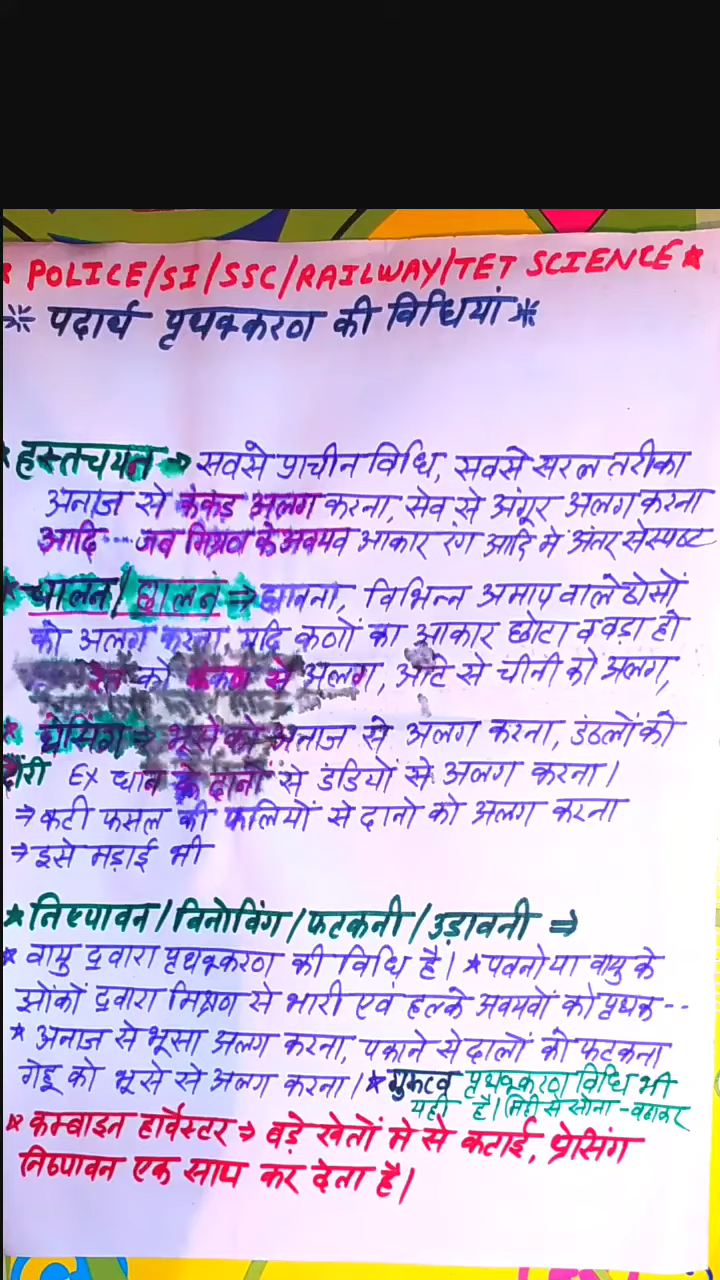 ★ POLICE/SI/SSC/RAILWAY/TET SCIENCE ★
※ पदार्थ पृथक्करण की विधियां ※
★ हस्तचयन → सबसे प्राचीन विधि, सबसे सरल तरीका
अनाज से कंकड अलग करना, सेव से अंगूर अलग करना
आदि --- जब मिश्रण के अवयव आकार रंग आदि मे अंतर से स्पष्ट
★ चालन/छालन ⇒ छानना, विभिन्न अमाप वाले ठोसों
को अलग करना यदि कणों का आकार छोटा व बड़ा हो
को से अलग, आटे से चीनी को अलग,
★ थ्रेसिंग ⇒ भूसे को अनाज से अलग करना, डंठलों की
दौरी EX धान के दानों से डंडियों से अलग करना।
⇒ कटी फसल की फलियों से दानो को अलग करना
⇒ इसे मड़ाई भी
★ निष्पावन/विनोविंग/फटकनी/उड़ावनी ⇒
★ वायु द्वारा पृथक्करण की विधि है। ★ पवनो या वायु के
झोंकों द्वारा मिश्रण से भारी एवं हल्के अवयवों को पृथक --
★ अनाज से भूसा अलग करना, पकाने से दालों को फटकना
गेहू को भूसे से अलग करना। ★ गुरुत्व पृथक्करण विधि भी
यही है। मिट्टी से सोना - बहाकर
★ कम्बाइन हार्वेस्टर ⇒ बड़े खेतों मे से कटाई, थ्रेसिंग
निष्पावन एक साथ कर देता है।